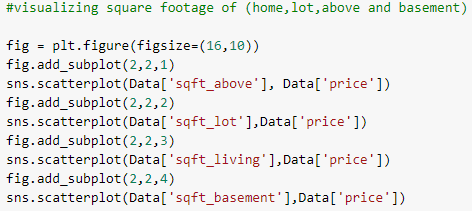 #visualizing square footage of (home,lot,above and basement)
fig = plt.figure(figsize=(16,10))
fig.add_subplot(2,2,1)
sns.scatterplot(Data['sqft_above'], Data['price'])
fig.add_subplot(2,2,2)
sns.scatterplot(Data['sqft_lot'],Data['price'])
fig.add_subplot(2,2,3)
sns.scatterplot(Data['sqft_living'],Data['price'])
fig.add_subplot(2,2,4)
sns.scatterplot(Data['sqft_basement'],Data['price'])